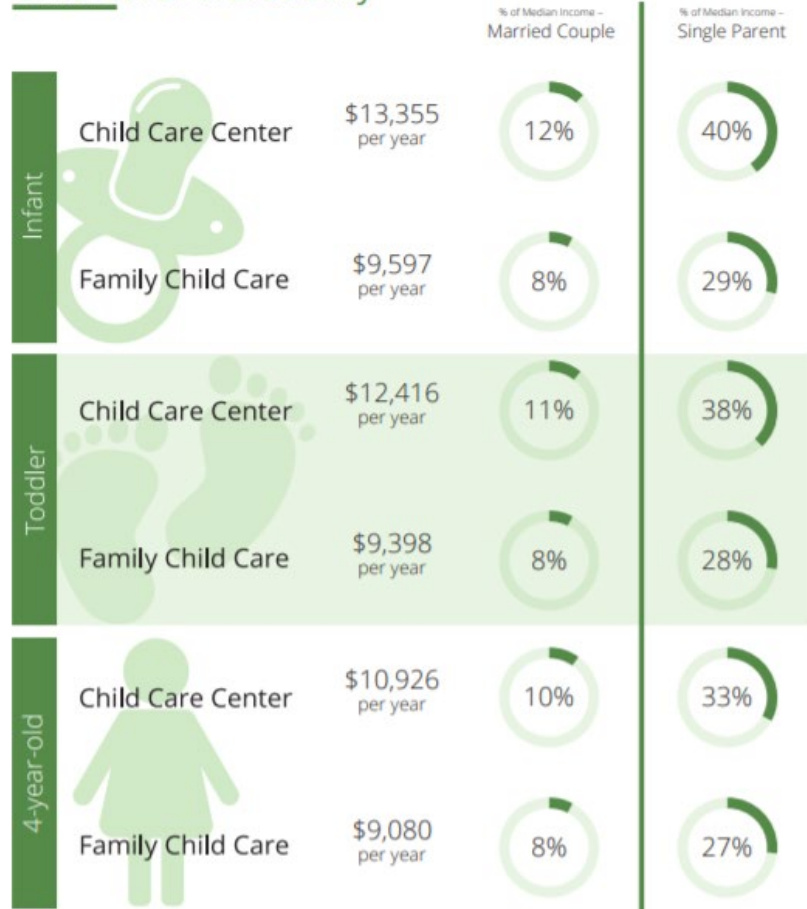 % of Median Income –
Married Couple
% of Median Income –
Single Parent
Infant
Child Care Center
$13,355
per year
12%
40%
Family Child Care
$9,597
per year
8%
29%
Toddler
Child Care Center
$12,416
per year
11%
38%
Family Child Care
$9,398
per year
8%
28%
4-year-old
Child Care Center
$10,926
per year
10%
33%
Family Child Care
$9,080
per year
8%
27%